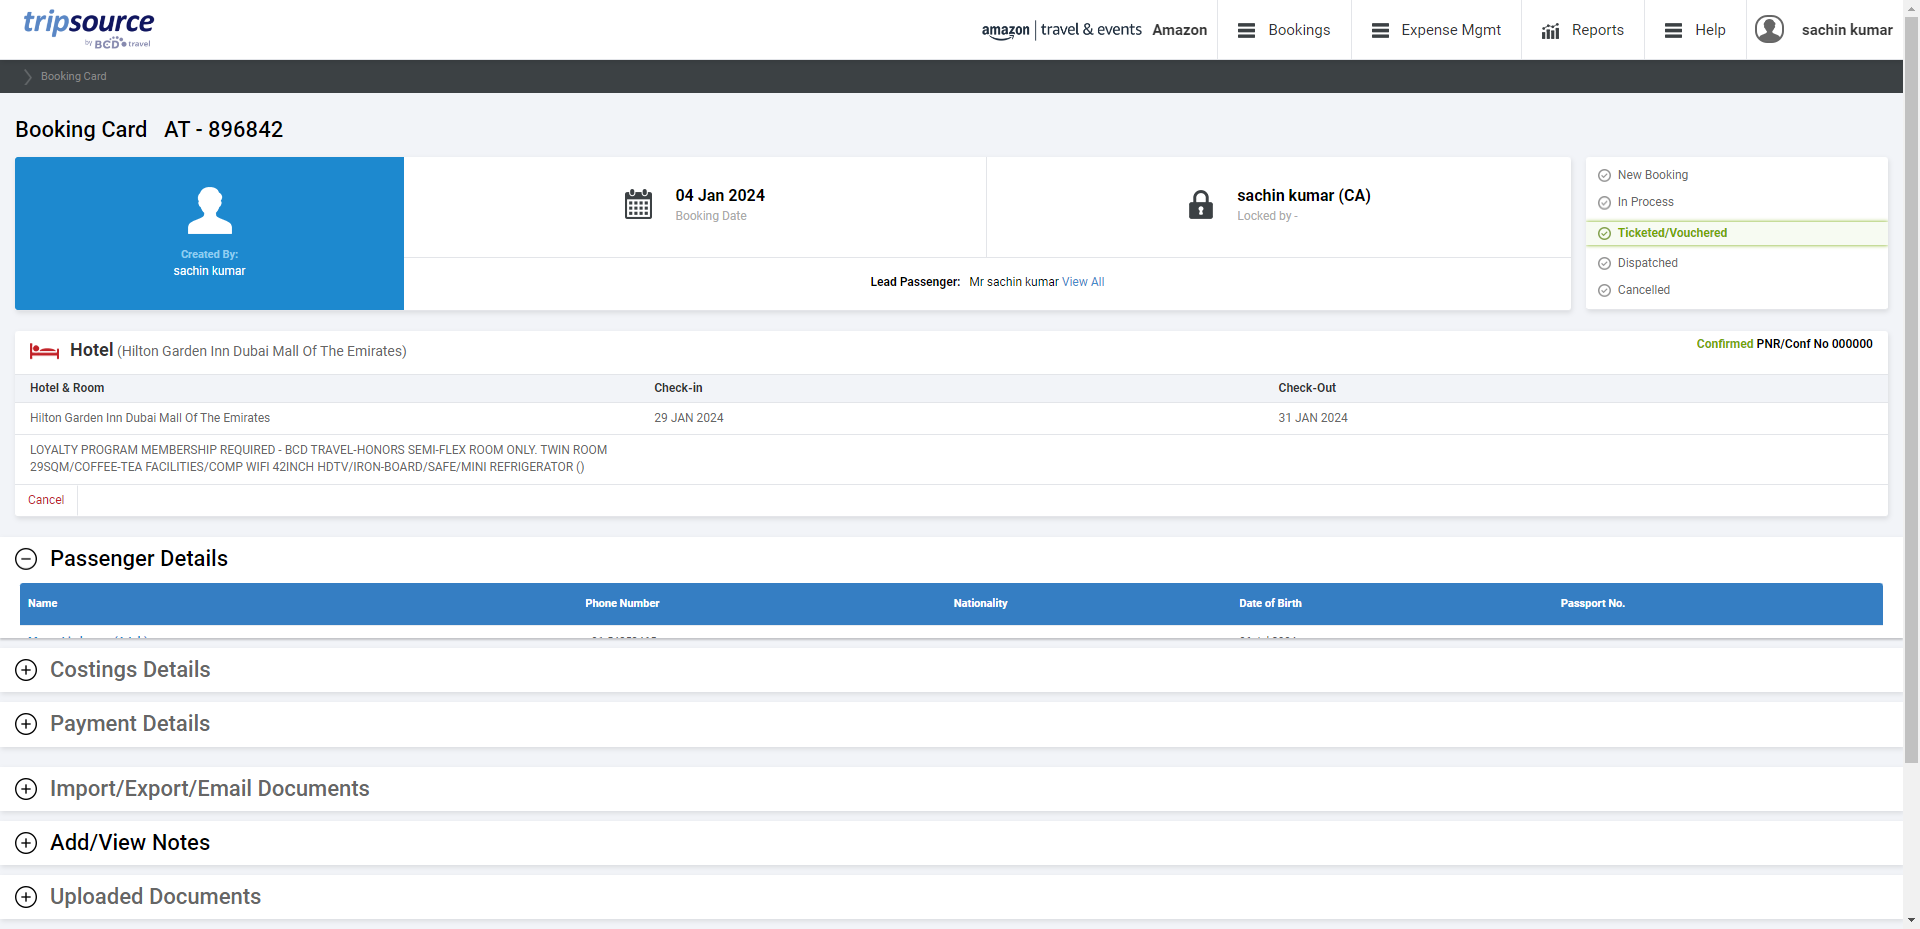 tripsource
by BCD travel
amazon travel & events Amazon
Bookings
Expense Mgmt
Reports
Help
sachin kumar
Booking Card
Booking Card AT - 896842
Created By:
sachin kumar
04 Jan 2024
Booking Date
sachin kumar (CA)
Locked by -
Lead Passenger: Mr sachin kumar View All
New Booking
In Process
Ticketed/Vouchered
Dispatched
Cancelled
Hotel (Hilton Garden Inn Dubai Mall Of The Emirates)
Confirmed PNR/Conf No 000000
Hotel & Room Check-in Check-Out
Hilton Garden Inn Dubai Mall Of The Emirates 29 JAN 2024 31 JAN 2024
LOYALTY PROGRAM MEMBERSHIP REQUIRED - BCD TRAVEL-HONORS SEMI-FLEX ROOM ONLY. TWIN ROOM
29SQM/COFFEE-TEA FACILITIES/COMP WIFI 42INCH HDTV/IRON-BOARD/SAFE/MINI REFRIGERATOR ()
Cancel
Passenger Details
Name Phone Number Nationality Date of Birth Passport No.
Costings Details
Payment Details
Import/Export/Email Documents
Add/View Notes
Uploaded Documents